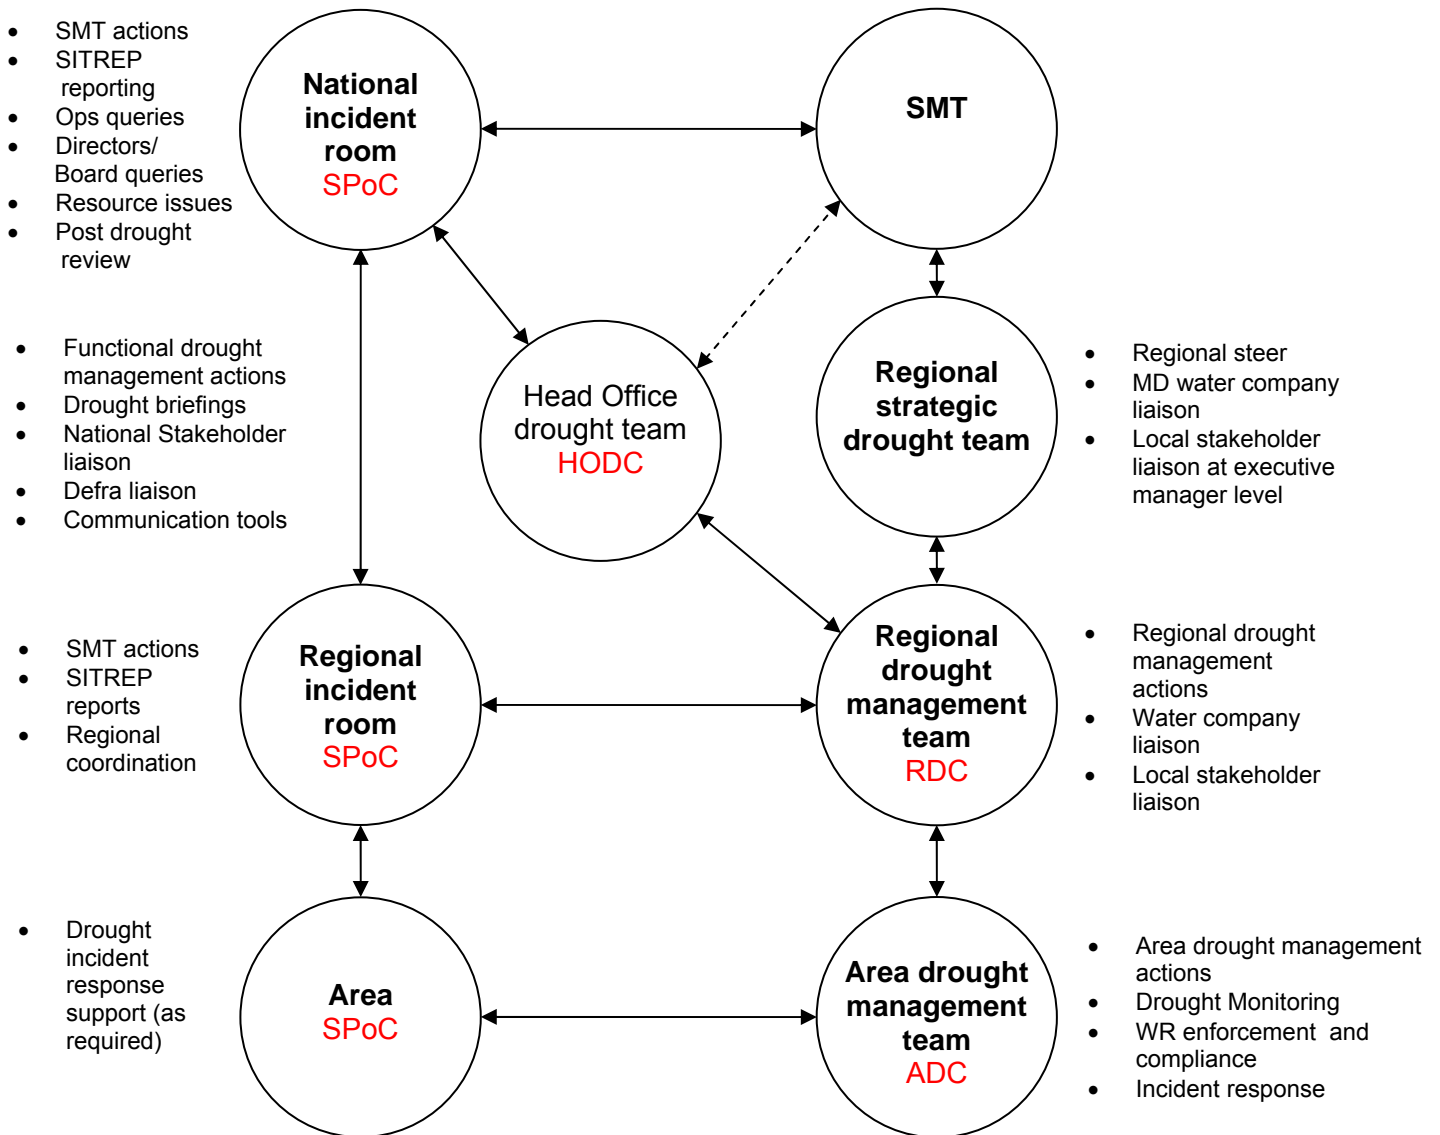 • SMT actions
• SITREP
reporting
• Ops queries
• Directors/
Board queries
• Resource issues
• Post drought
review
National
incident
room
SPoC
SMT
• Functional drought
management actions
• Drought briefings
• National Stakeholder
liaison
• Defra liaison
• Communication tools
Head Office
drought team
HODC
Regional
strategic
drought team
• Regional steer
• MD water company
liaison
• Local stakeholder
liaison at executive
manager level
• SMT actions
• SITREP
reports
• Regional
coordination
Regional
incident
room
SPoC
Regional
drought
management
team
RDC
• Regional drought
management
actions
• Water company
liaison
• Local stakeholder
liaison
• Drought
incident
response
support (as
required)
Area
SPoC
Area drought
management
team
ADC
• Area drought management
actions
• Drought Monitoring
• WR enforcement and
compliance
• Incident response